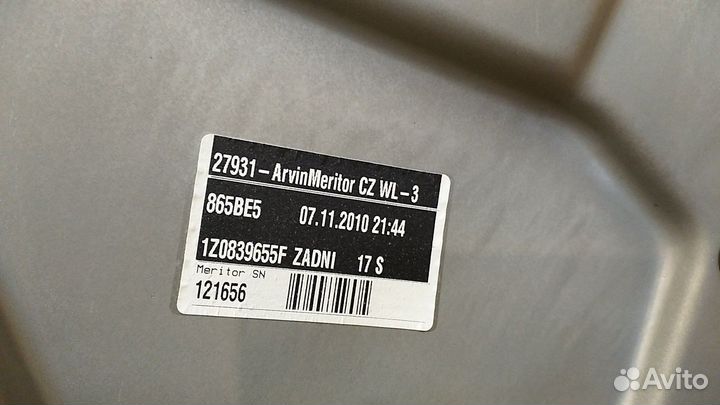 27931-ArvinMeritor CZ WL-3
865BE5 07.11.2010 21:44
1Z0839655F ZADNI 17 S
Meritor SN
121656
Avito